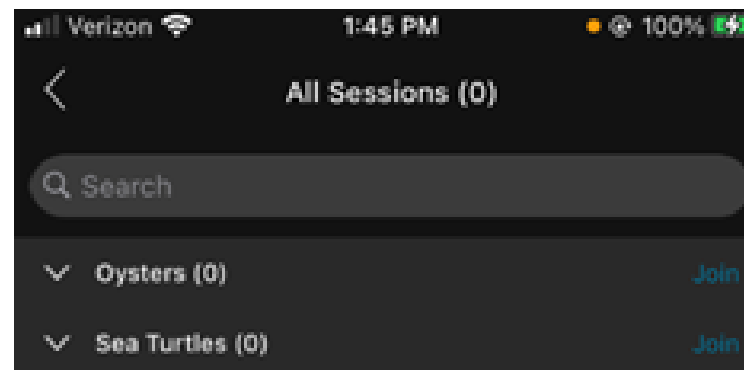 Verizon 1:45 PM 100%
All Sessions (0)
Search
Oysters (0) Join
Sea Turtles (0) Join